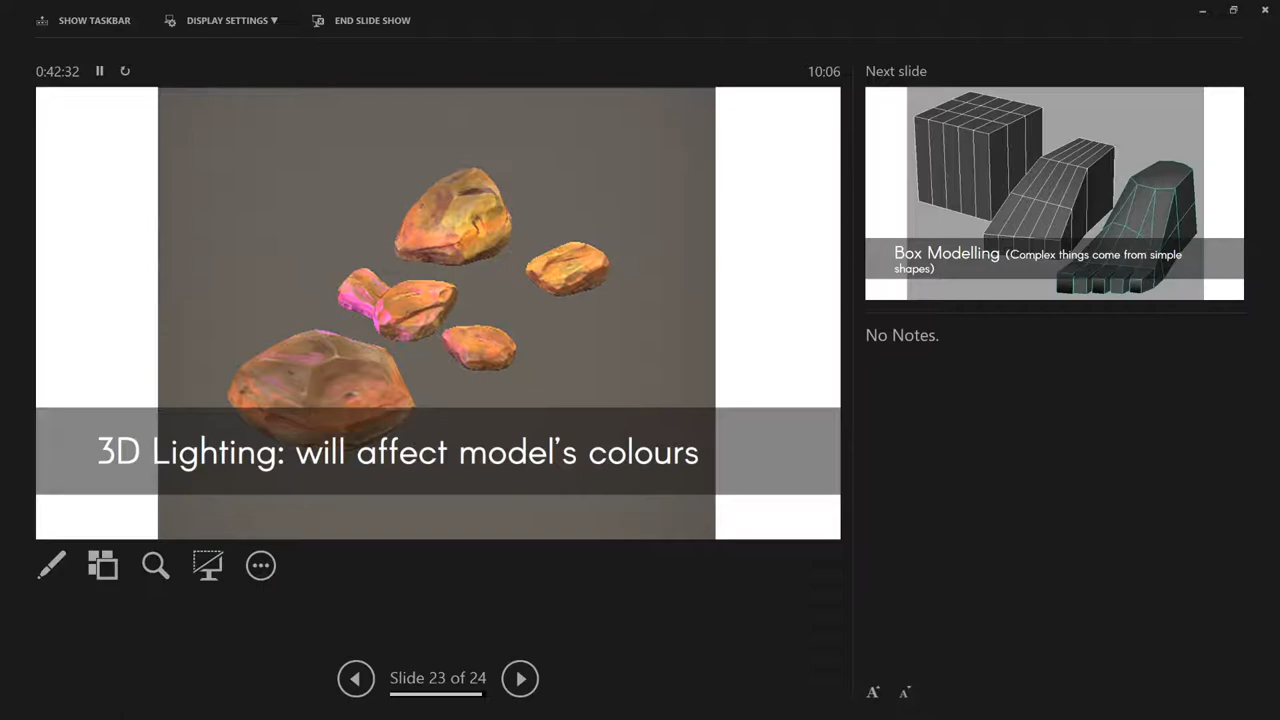 SHOW TASKBAR
DISPLAY SETTINGS ▼
END SLIDE SHOW
0:42:32
10:06
Next slide
Box Modelling (Complex things come from simple
shapes)
No Notes.
3D Lighting: will affect model's colours
Slide 23 of 24
A A